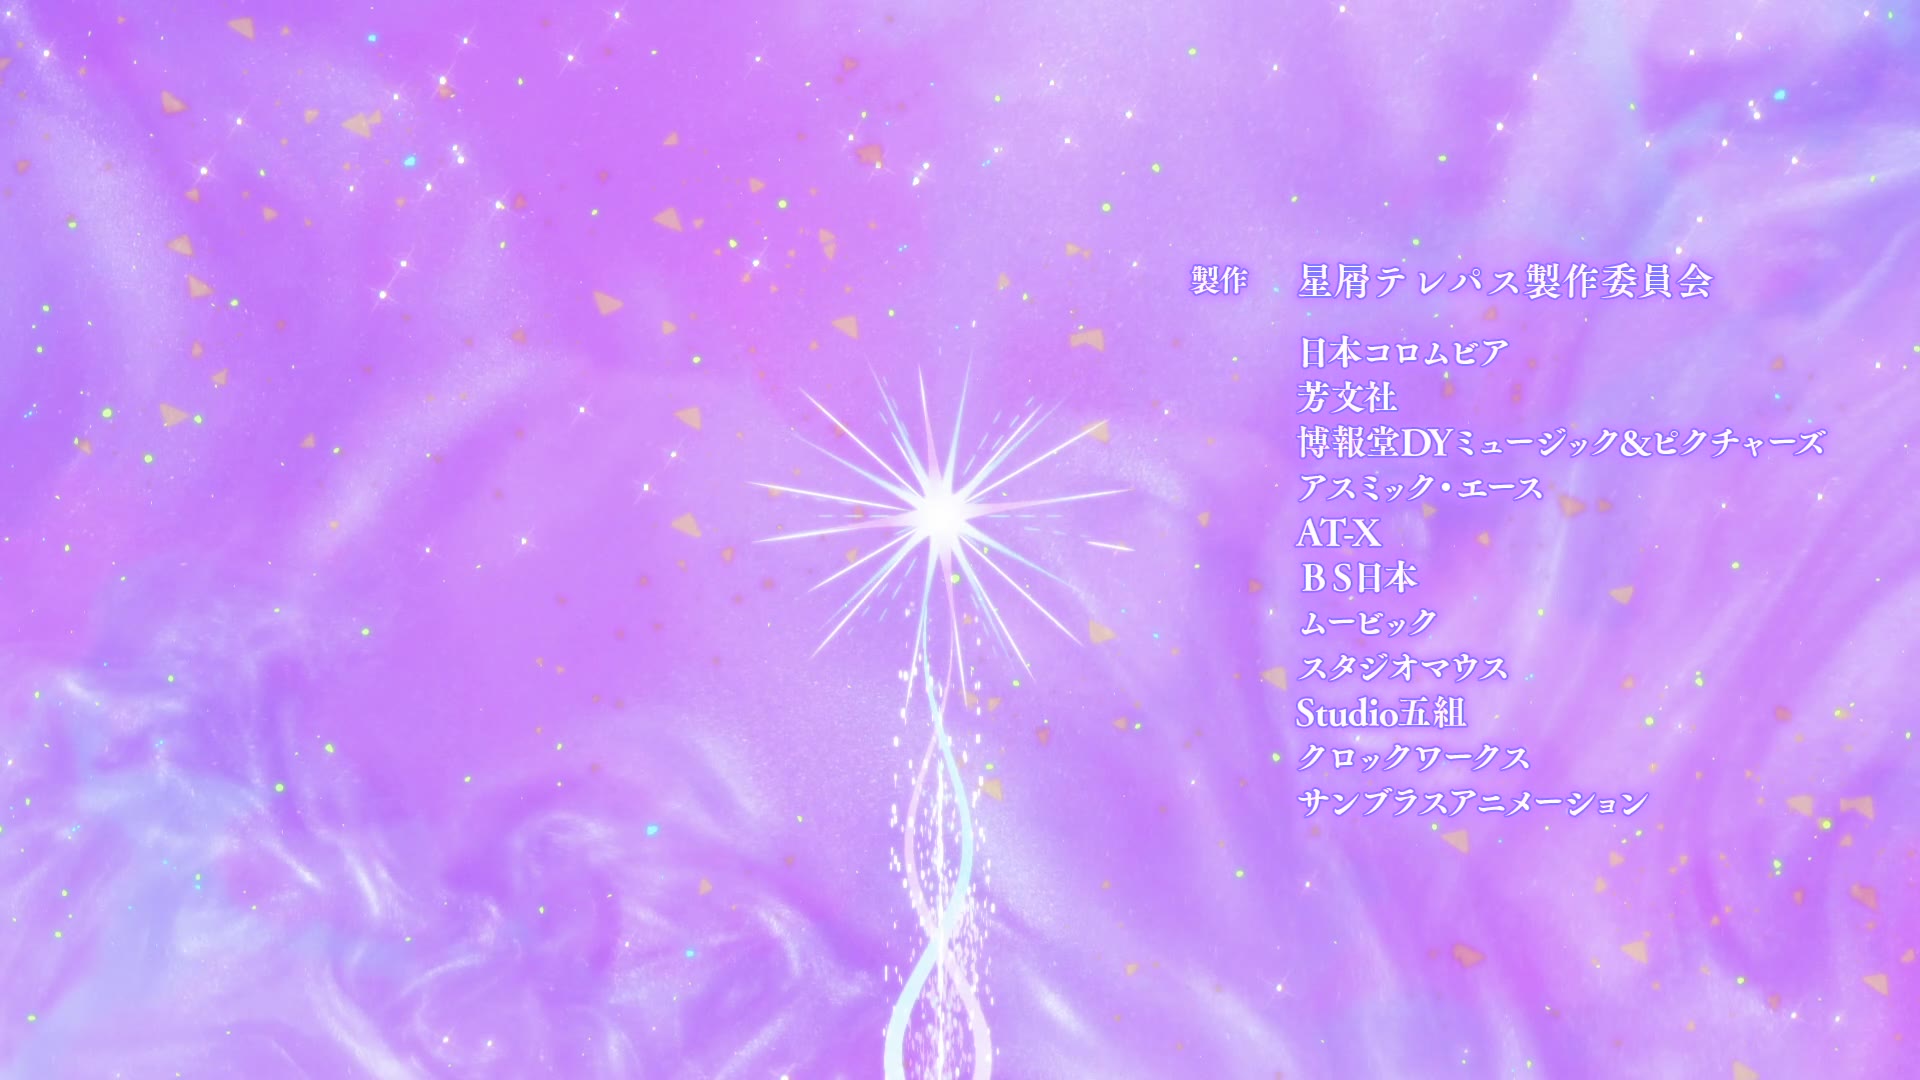 製作 星屑テレパス製作委員会
日本コロムビア
芳文社
博報堂DYミュージック&ピクチャーズ
アスミック・エース
AT-X
ＢＳ日本
ムービック
スタジオマウス
Studio五組
クロックワークス
サンブラスアニメーション